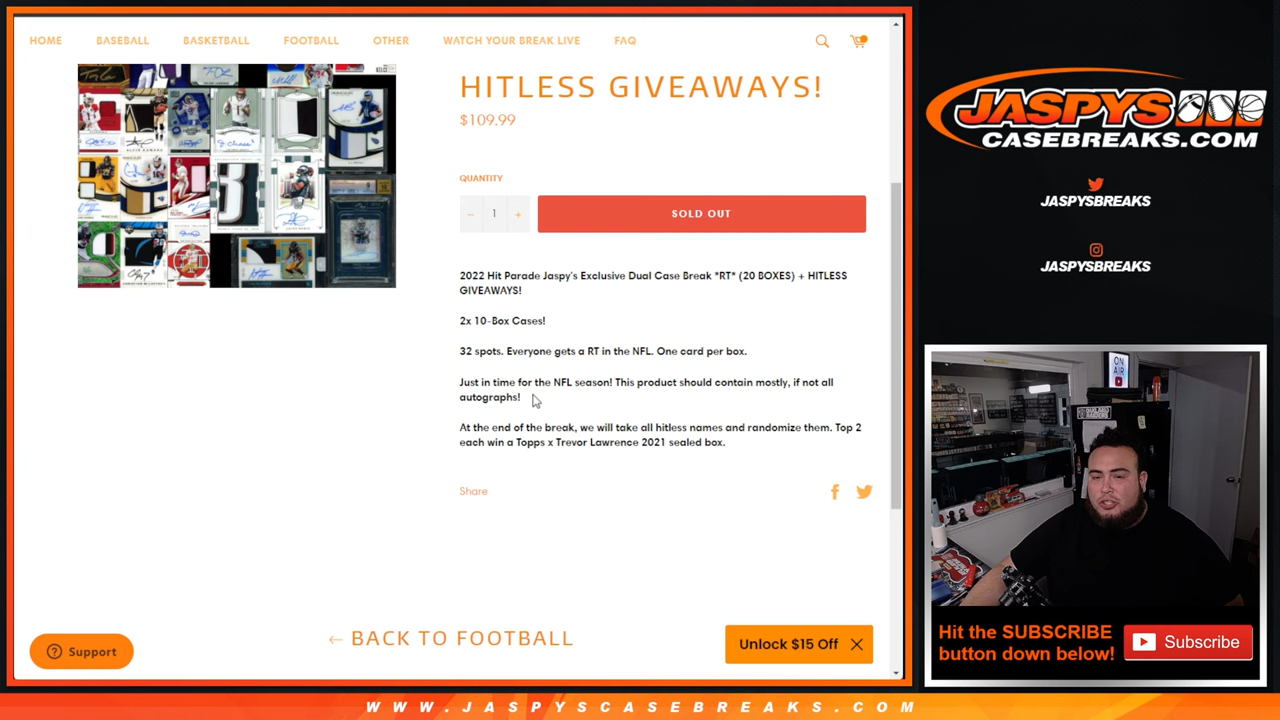 HOME BASEBALL BASKETBALL FOOTBALL OTHER WATCH YOUR BREAK LIVE FAQ
HITLESS GIVEAWAYS!
$109.99
QUANTITY
− 1 +
SOLD OUT
2022 Hit Parade Jaspy's Exclusive Dual Case Break *RT* (20 BOXES) + HITLESS
GIVEAWAYS!
2x 10-Box Cases!
32 spots. Everyone gets a RT in the NFL. One card per box.
Just in time for the NFL season! This product should contain mostly, if not all
autographs!
At the end of the break, we will take all hitless names and randomize them. Top 2
each win a Topps x Trevor Lawrence 2021 sealed box.
Share
← BACK TO FOOTBALL
Support
Unlock $15 Off
JASPYS
CASEBREAKS.COM
JASPYSBREAKS
JASPYSBREAKS
ON
AIR
Hit the SUBSCRIBE
button down below!
Subscribe
WWW.JASPYSCASEBREAKS.COM